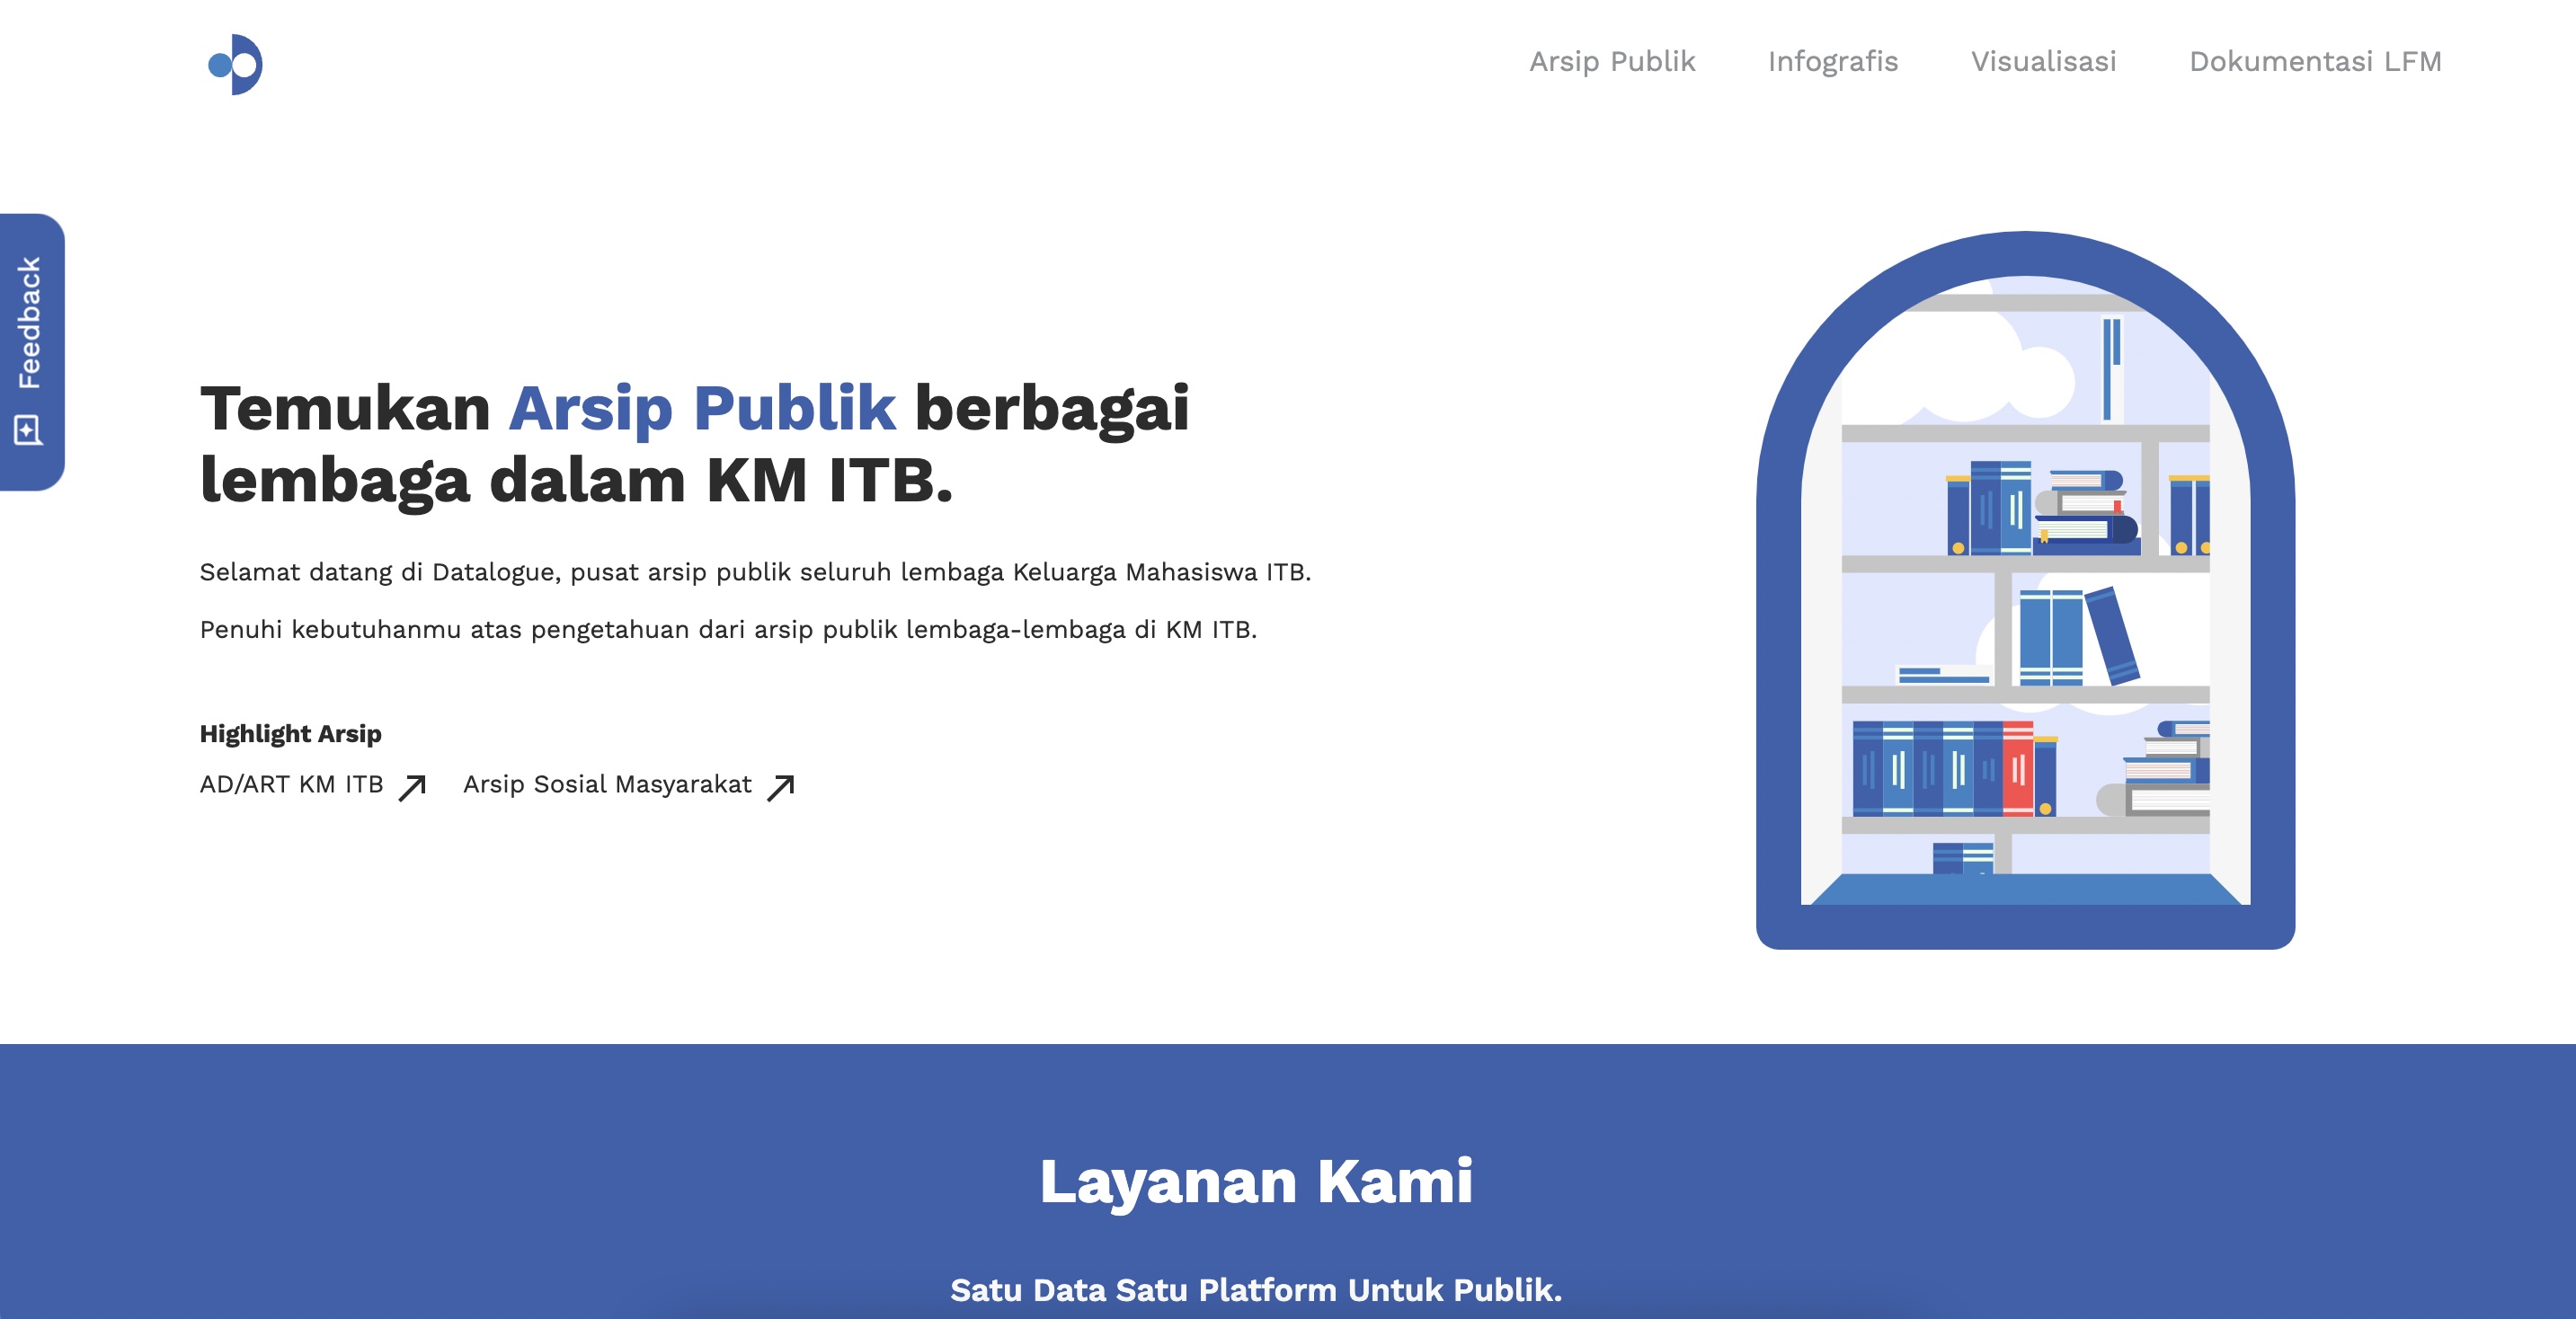 Arsip Publik Infografis Visualisasi Dokumentasi LFM
Feedback
Temukan Arsip Publik berbagai
lembaga dalam KM ITB.
Selamat datang di Datalogue, pusat arsip publik seluruh lembaga Keluarga Mahasiswa ITB.
Penuhi kebutuhanmu atas pengetahuan dari arsip publik lembaga-lembaga di KM ITB.
Highlight Arsip
AD/ART KM ITB Arsip Sosial Masyarakat
Layanan Kami
Satu Data Satu Platform Untuk Publik.